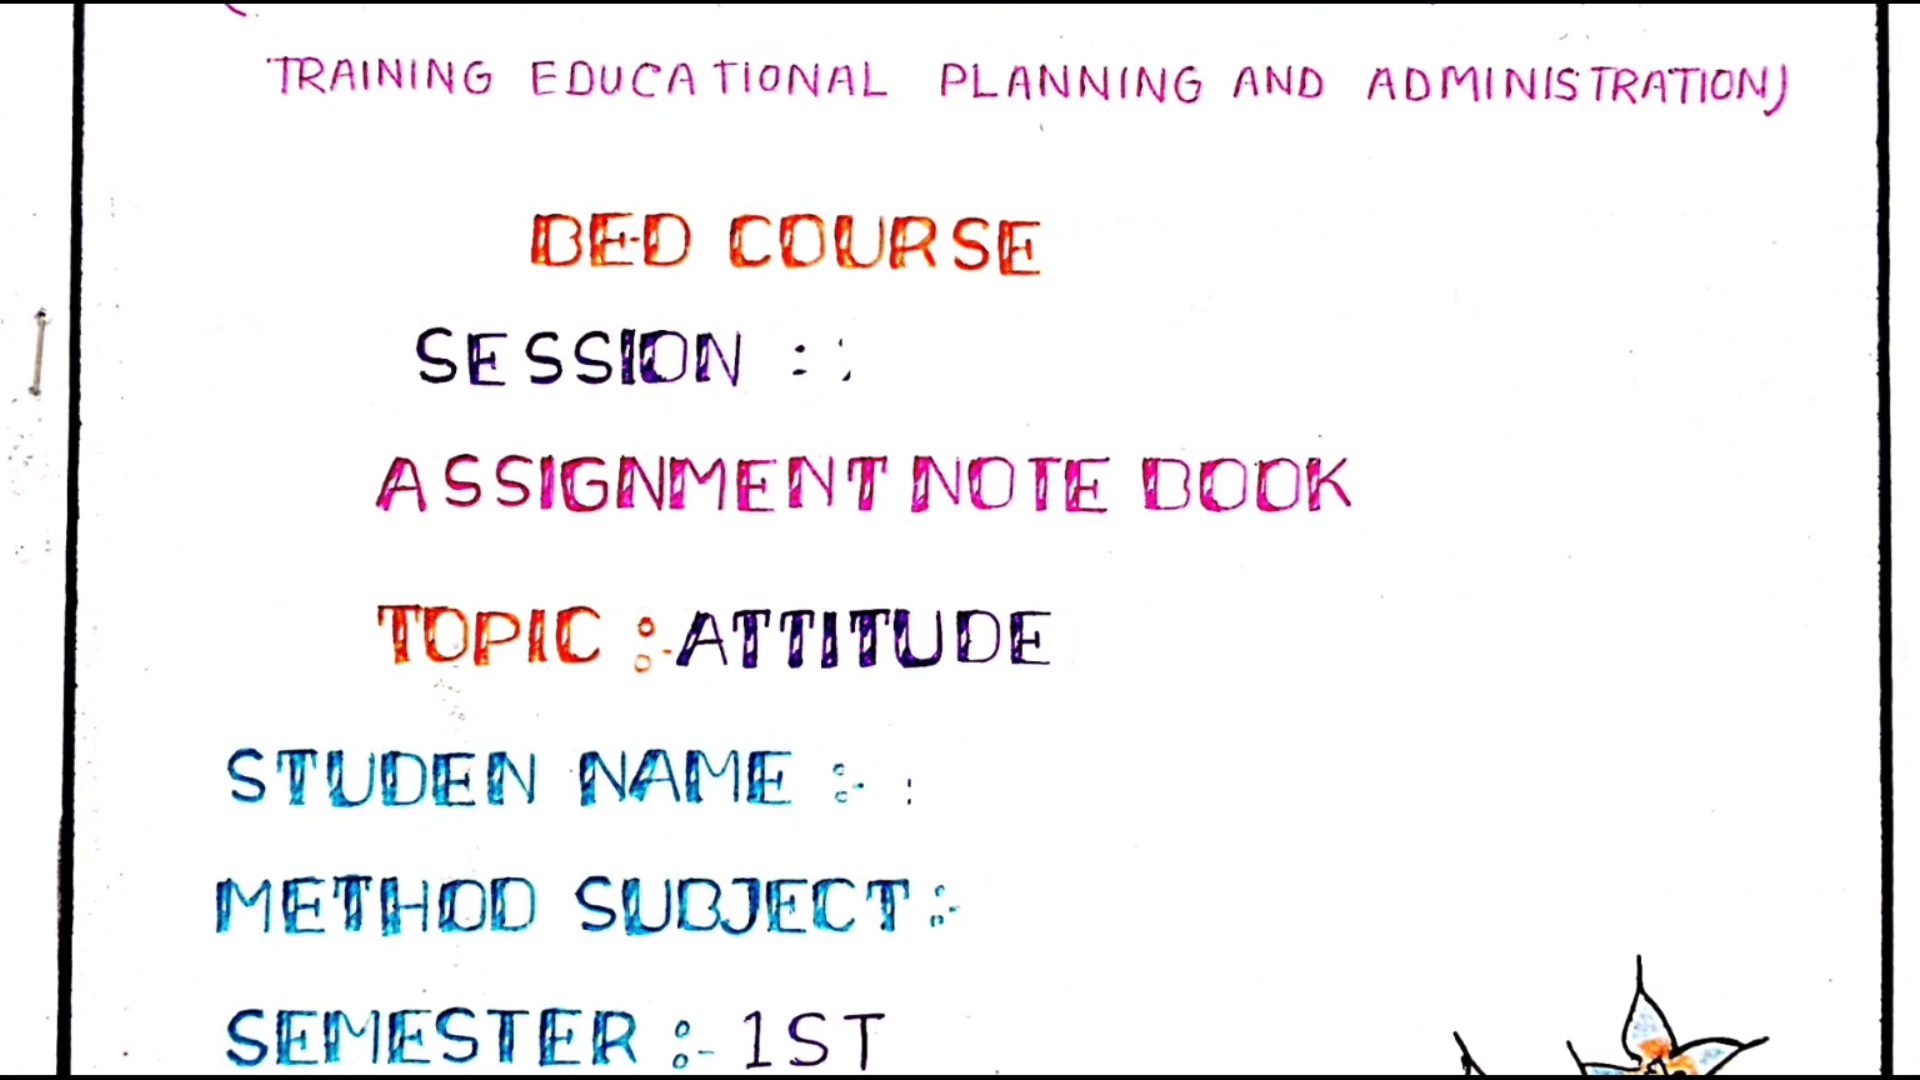 TRAINING EDUCATIONAL PLANNING AND ADMINISTRATION)
BED COURSE
SESSION :
ASSIGNMENT NOTE BOOK
TOPIC :- ATTITUDE
STUDEN NAME :-
METHOD SUBJECT :-
SEMESTER :- 1ST